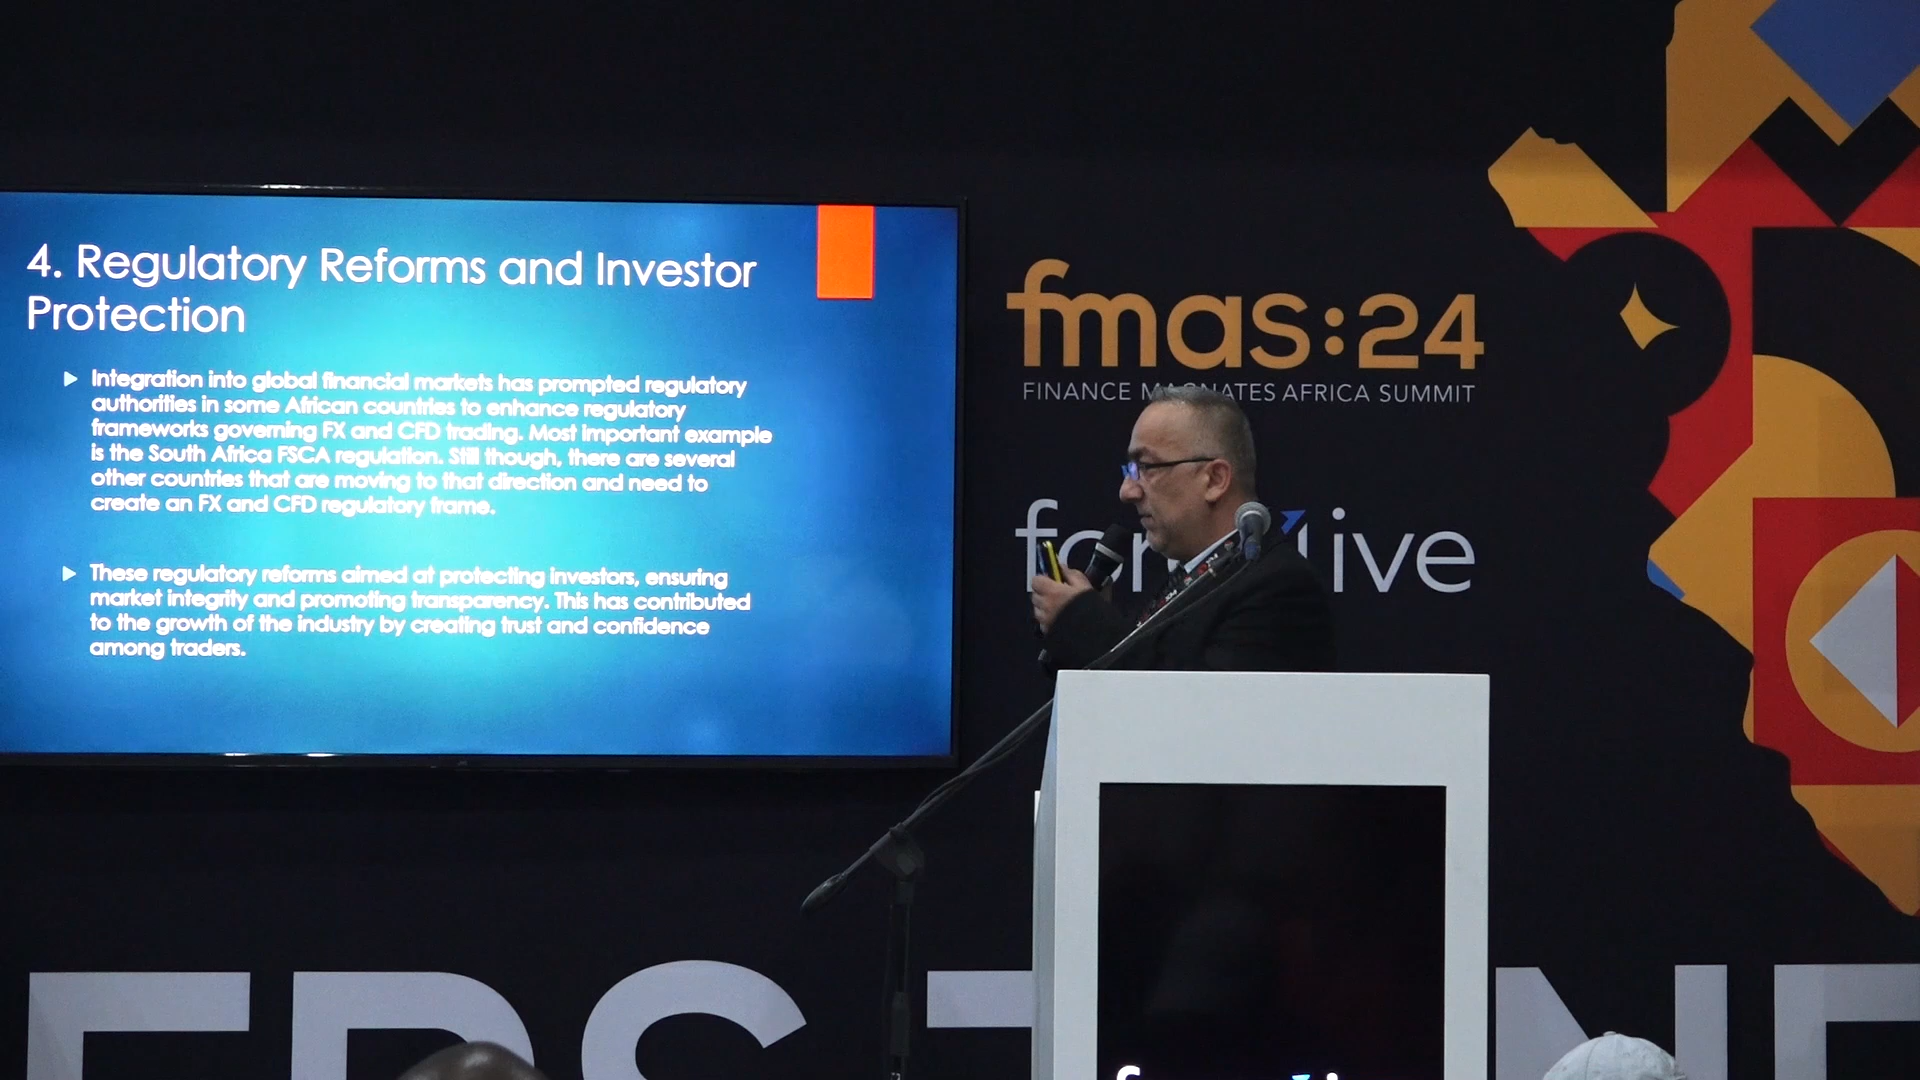 4. Regulatory Reforms and Investor
Protection
Integration into global financial markets has prompted regulatory
authorities in some African countries to enhance regulatory
frameworks governing FX and CFD trading. Most important example
is the South Africa FSCA regulation. Still though, there are several
other countries that are moving to that direction and need to
create an FX and CFD regulatory frame.
These regulatory reforms aimed at protecting investors, ensuring
market integrity and promoting transparency. This has contributed
to the growth of the industry by creating trust and confidence
among traders.
fmas:24
FINANCE MAGNATES AFRICA SUMMIT